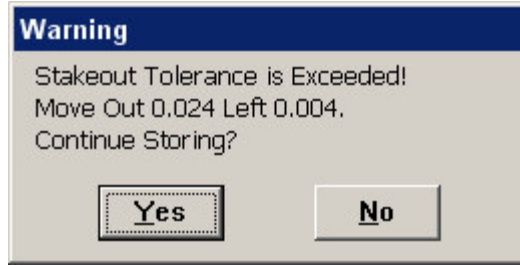 Warning
Stakeout Tolerance is Exceeded!
Move Out 0.024 Left 0.004.
Continue Storing?
Yes No